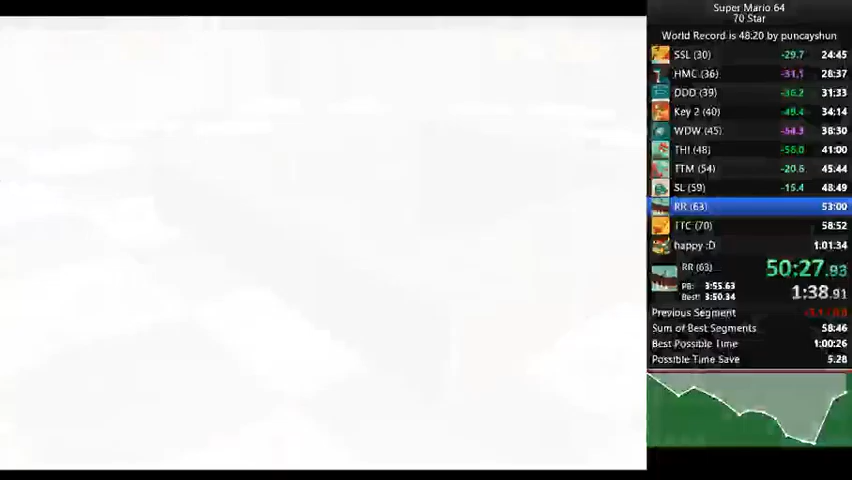 Super Mario 64
70 Star
World Record is 48:20 by puncayshun
SSL (30) -29.7 24:45
HMC (36) -31.1 28:37
DDD (39) -36.2 31:33
Key 2 (40) -48.4 34:14
WDW (45) -54.3 38:30
THI (48) -56.0 41:00
TTM (54) -20.6 45:44
SL (59) -15.4 48:49
RR (63) 53:00
TTC (70) 58:52
happy :D 1:01:34
RR (63) 50:27.93
PB: 3:55.63
Best: 3:50.34 1:38.91
Previous Segment
Sum of Best Segments 58:46
Best Possible Time 1:00:26
Possible Time Save 5.28